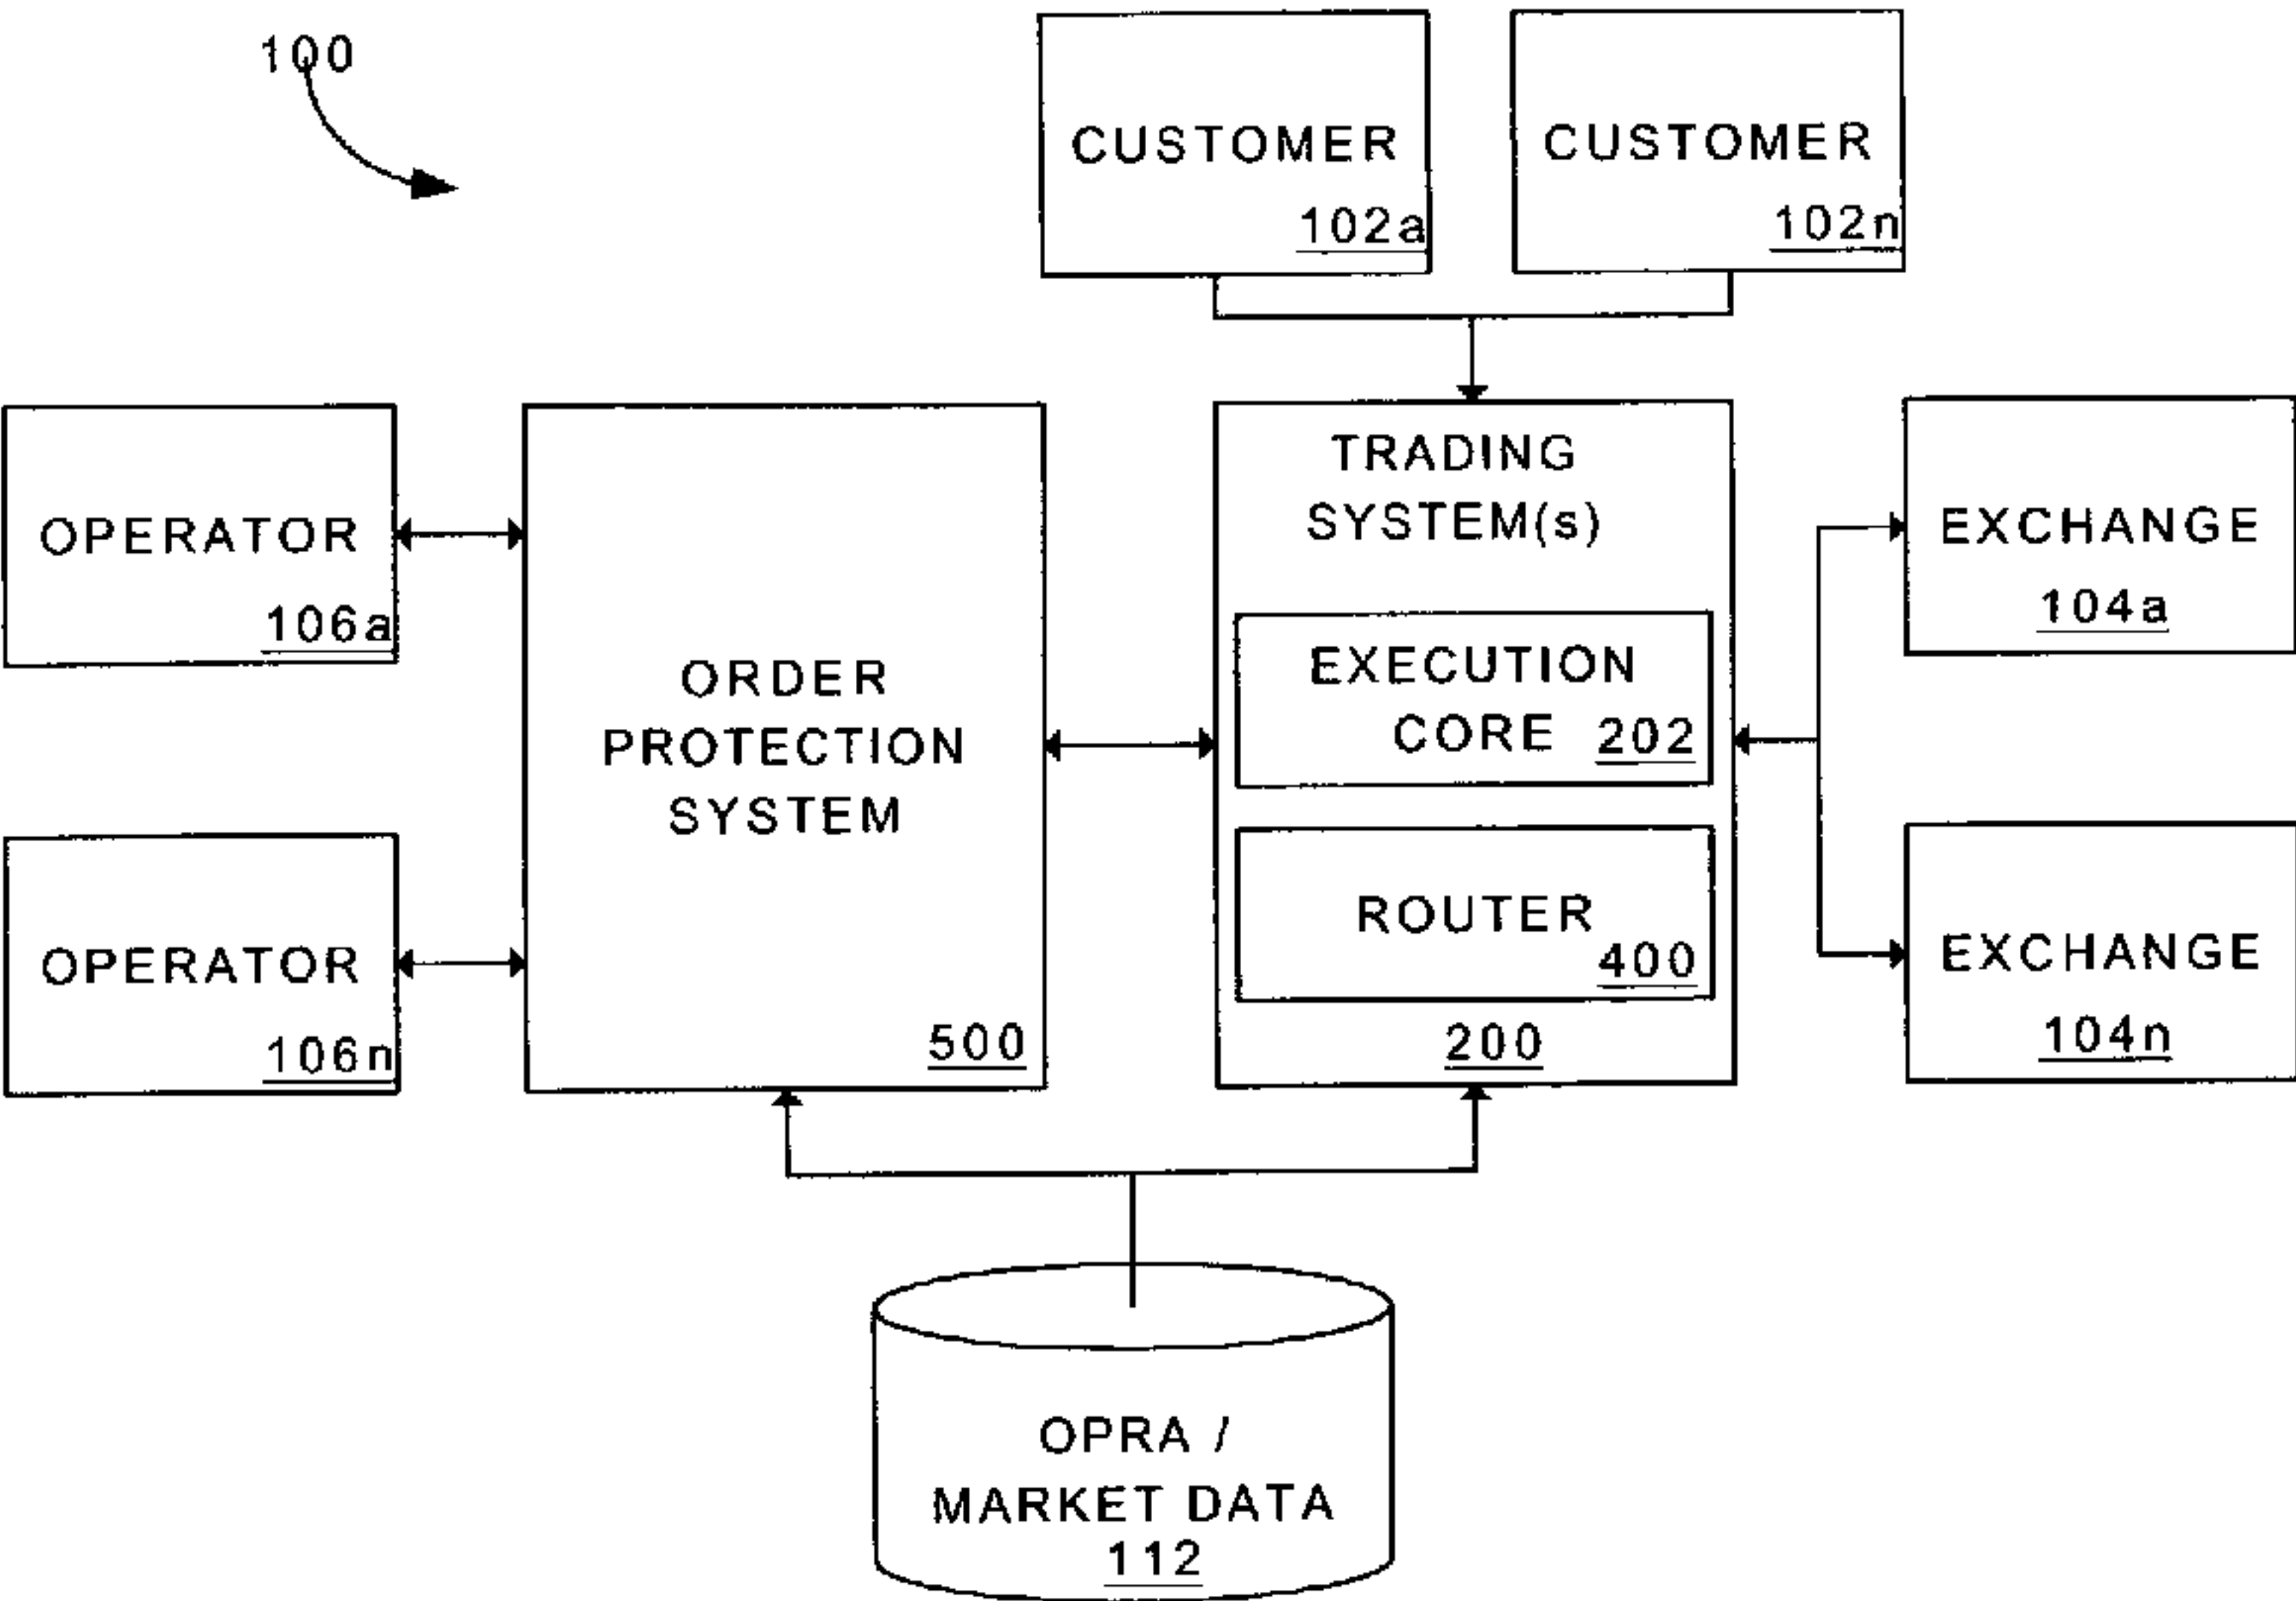 100
CUSTOMER
102a
CUSTOMER
102n
OPERATOR
106a
OPERATOR
106n
ORDER
PROTECTION
SYSTEM
500
TRADING
SYSTEM(s)
EXECUTION
CORE 202
ROUTER
400
200
EXCHANGE
104a
EXCHANGE
104n
OPRA /
MARKET DATA
112